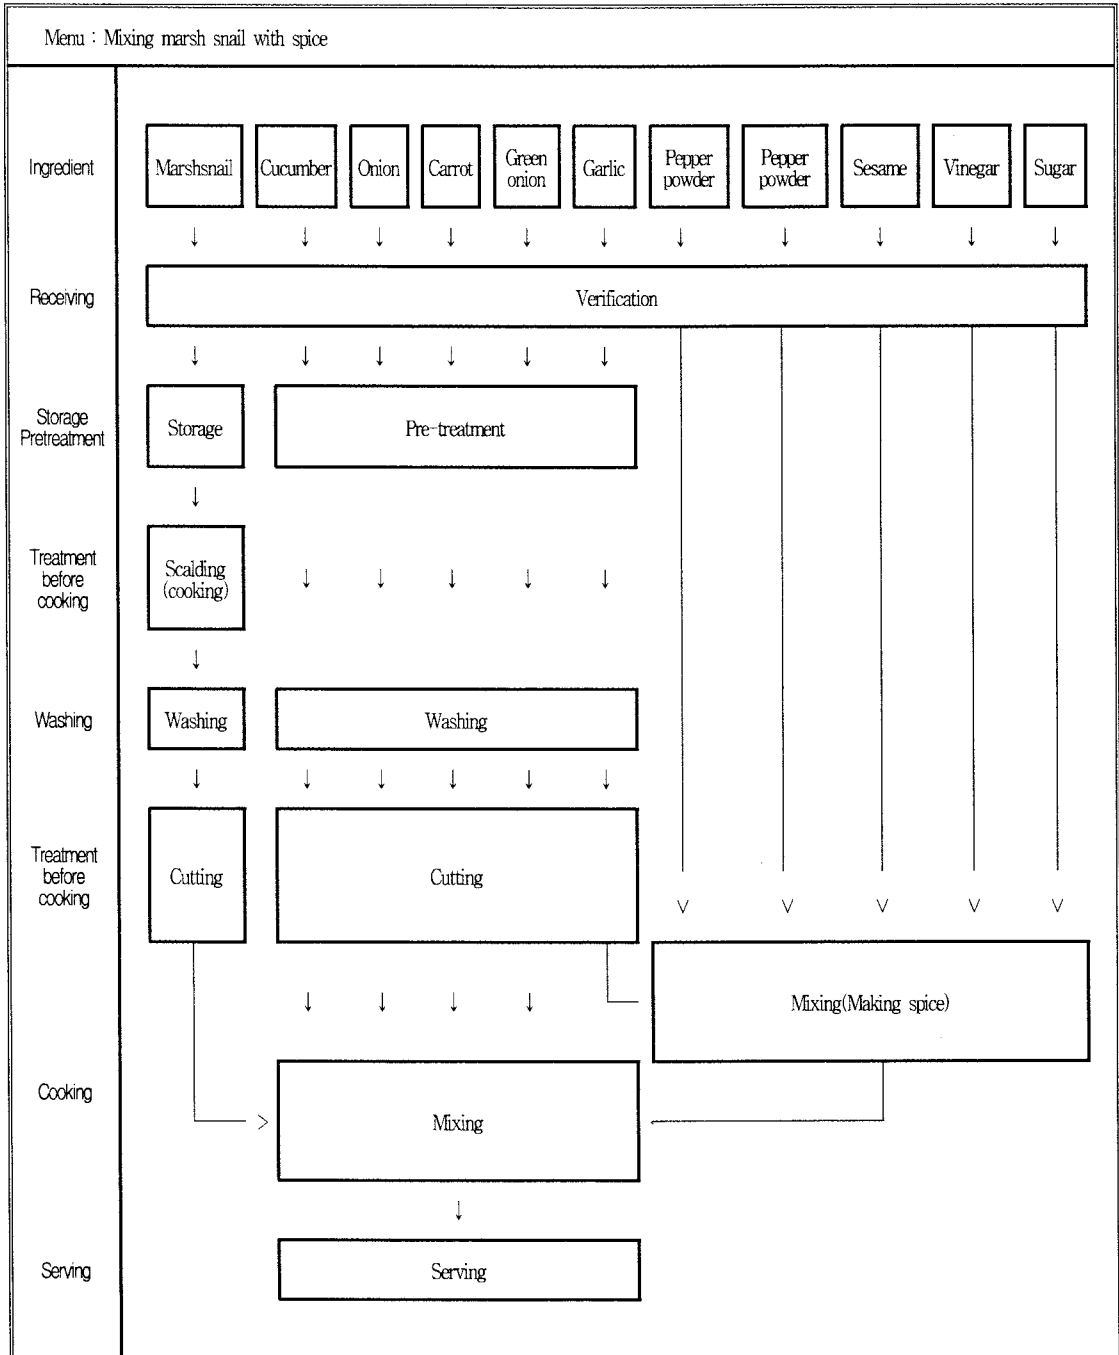 Menu : Mixing marsh snail with spice
Ingredient
Marshsnail
Cucumber
Onion
Carrot
Green
onion
Garlic
Pepper
powder
Pepper
powder
Sesame
Vinegar
Sugar
Receiving
Verification
Storage
Pretreatment
Storage
Pre-treatment
Treatment
before
cooking
Scalding
(cooking)
Washing
Washing
Washing
Treatment
before
cooking
Cutting
Cutting
Mixing(Making spice)
Cooking
Mixing
Serving
Serving